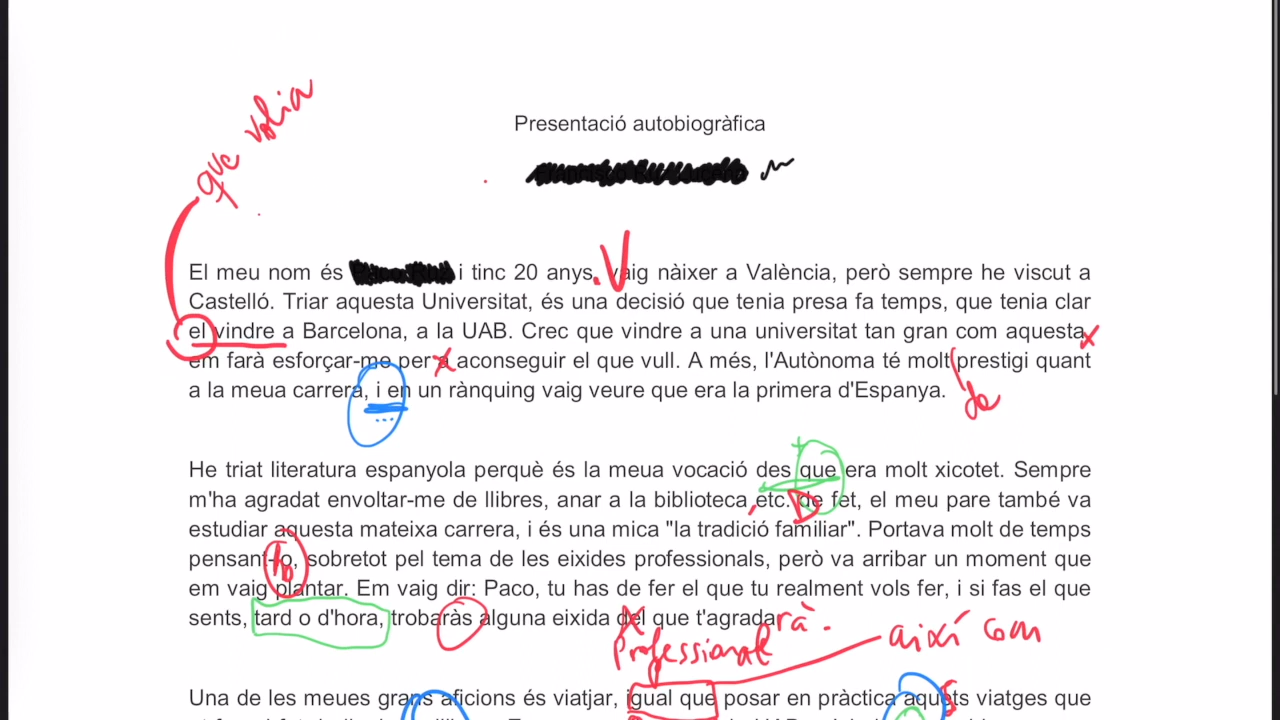 que volia
Presentació autobiogràfica
El meu nom és i tinc 20 anys. V vaig nàixer a València, però sempre he viscut a
Castelló. Triar aquesta Universitat, és una decisió que tenia presa fa temps, que tenia clar
el vindre a Barcelona, a la UAB. Crec que vindre a una universitat tan gran com aquesta x
em farà esforçar-me per a aconseguir el que vull. A més, l'Autònoma té molt prestigi quant
de
a la meua carrera, i en un rànquing vaig veure que era la primera d'Espanya.
...
He triat literatura espanyola perquè és la meua vocació des que era molt xicotet. Sempre
m'ha agradat envoltar-me de llibres, anar a la biblioteca, etc. D de fet, el meu pare també va
estudiar aquesta mateixa carrera, i és una mica "la tradició familiar". Portava molt de temps
pensant-ho, sobretot pel tema de les eixides professionals, però va arribar un moment que
em vaig plantar. Em vaig dir: Paco, tu has de fer el que tu realment vols fer, i si fas el que
sents, tard o d'hora, trobaràs alguna eixida del que t'agrada rà.
professional
així com
Una de les meues grans aficions és viatjar, igual que posar en pràctica aquets viatges que
s